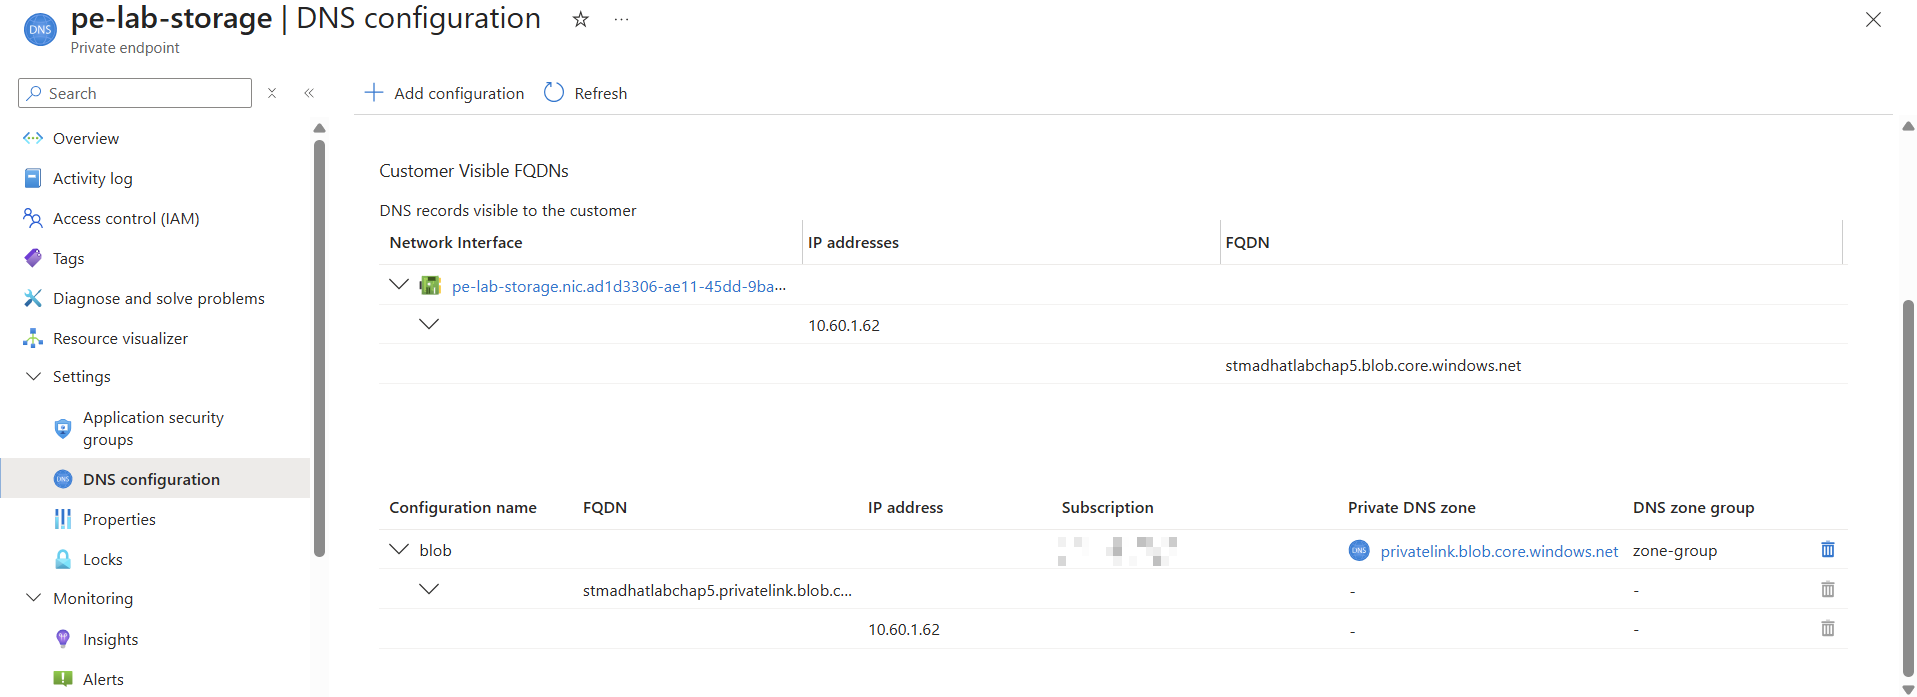 pe-lab-storage | DNS configuration
DNS
Private endpoint
Search
Add configuration
Refresh
Overview
Activity log
Access control (IAM)
Tags
Diagnose and solve problems
Resource visualizer
Settings
Application security
groups
DNS configuration
Properties
Locks
Monitoring
Insights
Alerts
Customer Visible FQDNs
DNS records visible to the customer
Network Interface IP addresses FQDN
pe-lab-storage.nic.ad1d3306-ae11-45dd-9ba...
10.60.1.62
stmadhatlabchap5.blob.core.windows.net
Configuration name FQDN IP address Subscription Private DNS zone DNS zone group
blob DNS privatelink.blob.core.windows.net zone-group
stmadhatlabchap5.privatelink.blob.c... - -
10.60.1.62 - -